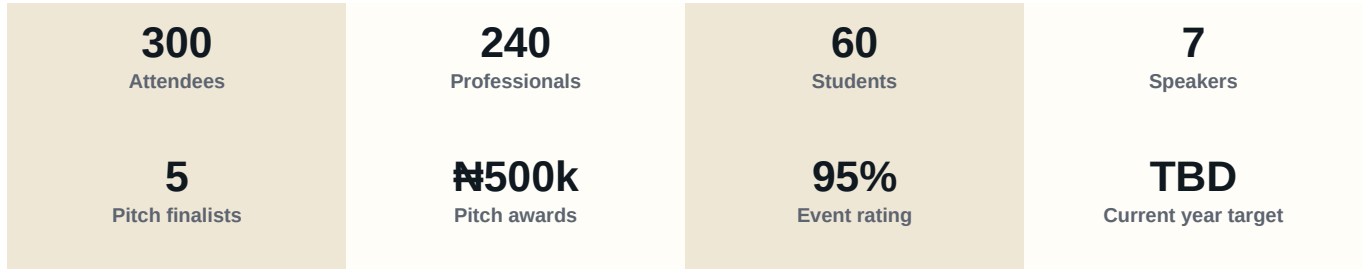 300
Attendees
240
Professionals
60
Students
7
Speakers
5
Pitch finalists
₦500k
Pitch awards
95%
Event rating
TBD
Current year target